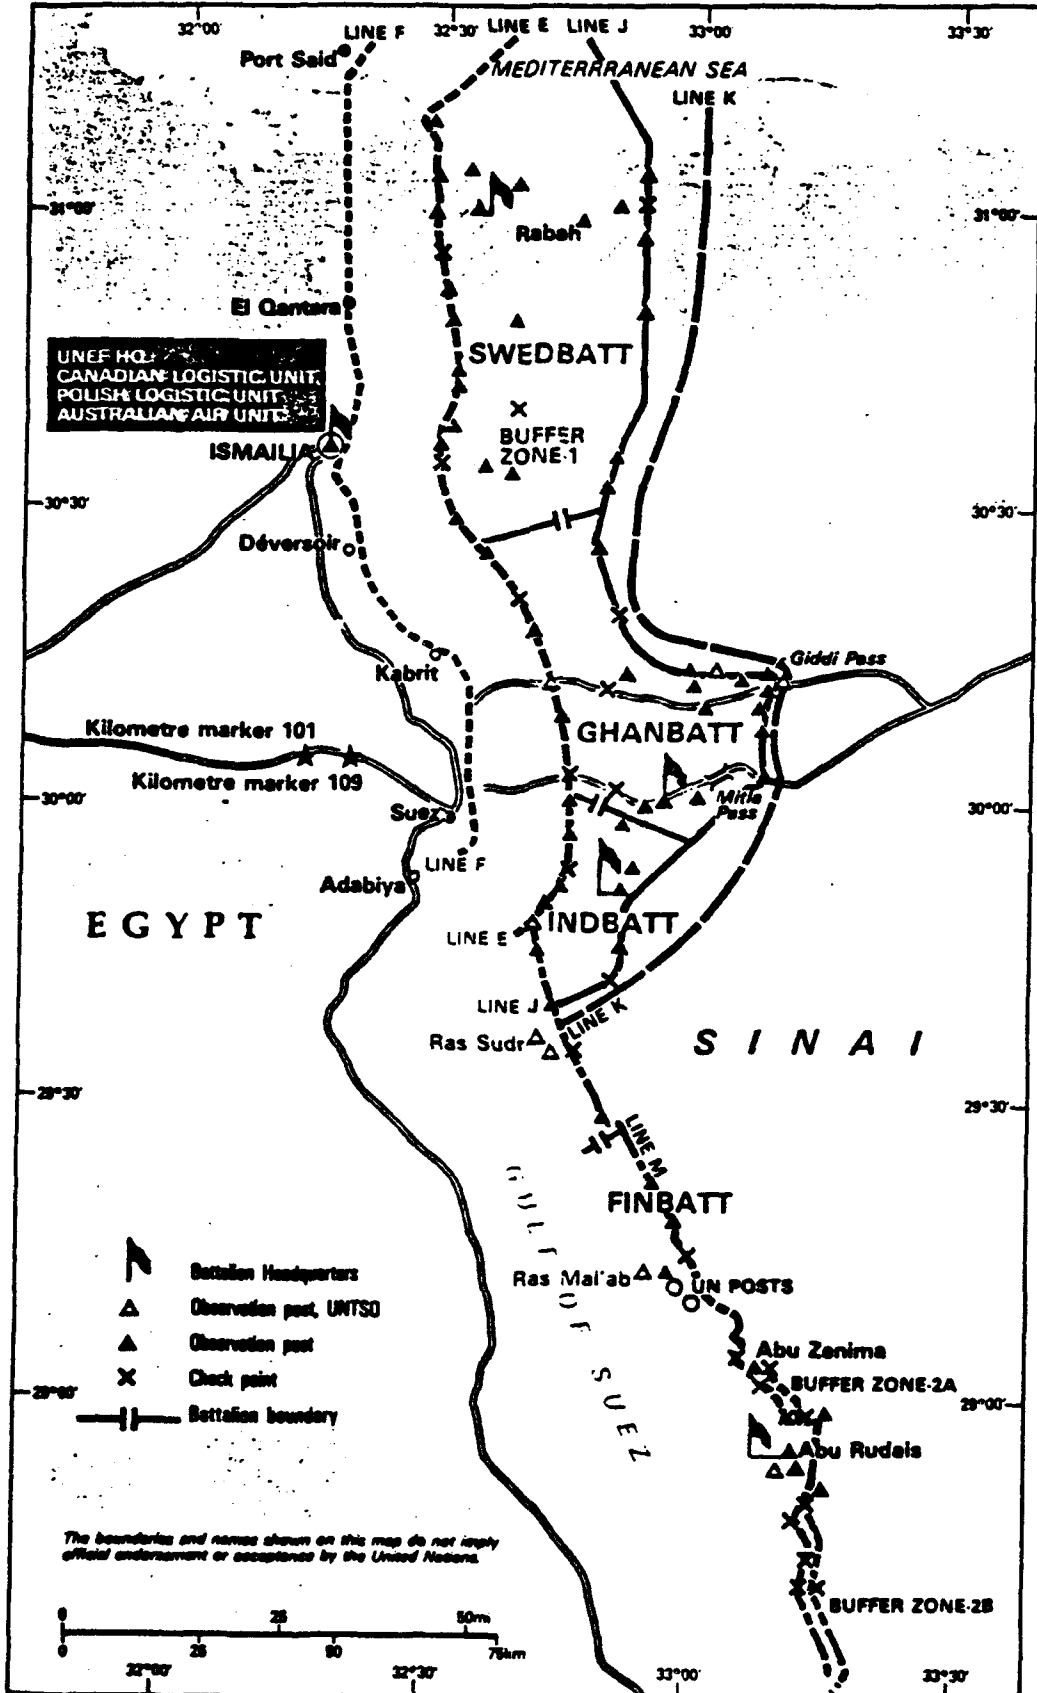 32°00'
32°30'
33°00'
33°30'
LINE F
LINE E
LINE J
Port Said
MEDITERRRANEAN SEA
LINE K
31°00'
31°00'
Rabah
El Qantara
SWEDBATT
UNEF HQ
CANADIAN LOGISTIC UNIT
POLISH LOGISTIC UNIT
AUSTRALIAN AIR UNIT
BUFFER
ZONE-1
ISMAILIA
30°30'
30°30'
Déversoir
Giddi Pass
Kabrit
Kilometre marker 101
GHANBATT
Kilometre marker 109
30°00'
Mitla
Pass
30°00'
Suez
LINE F
Adabiya
EGYPT
INDBATT
LINE E
LINE J
LINE K
Ras Sudr
SINAI
29°30'
29°30'
LINE M
GULF OF SUEZ
FINBATT
Ras Mal'ab
UN POSTS
Battalion Headquarters
Observation post, UNTSO
Observation post
Check point
Battalion boundary
Abu Zenima
BUFFER ZONE-2A
29°00'
29°00'
Abu Rudais
The boundaries and names shown on this map do not imply
official endorsement or acceptance by the United Nations.
BUFFER ZONE-2B
0 25 50mi
0 25 50 75km
32°00'
32°30'
33°00'
33°30'